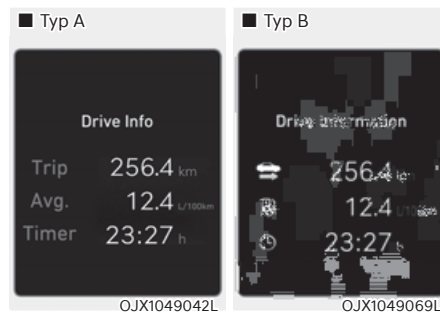 ■ Typ A
Drive Info
Trip 256.4 km
Avg. 12.4 L/100km
Timer 23:27 h
OJX1049042L
■ Typ B
256.4
12.4
23:27 h
OJX1049069L